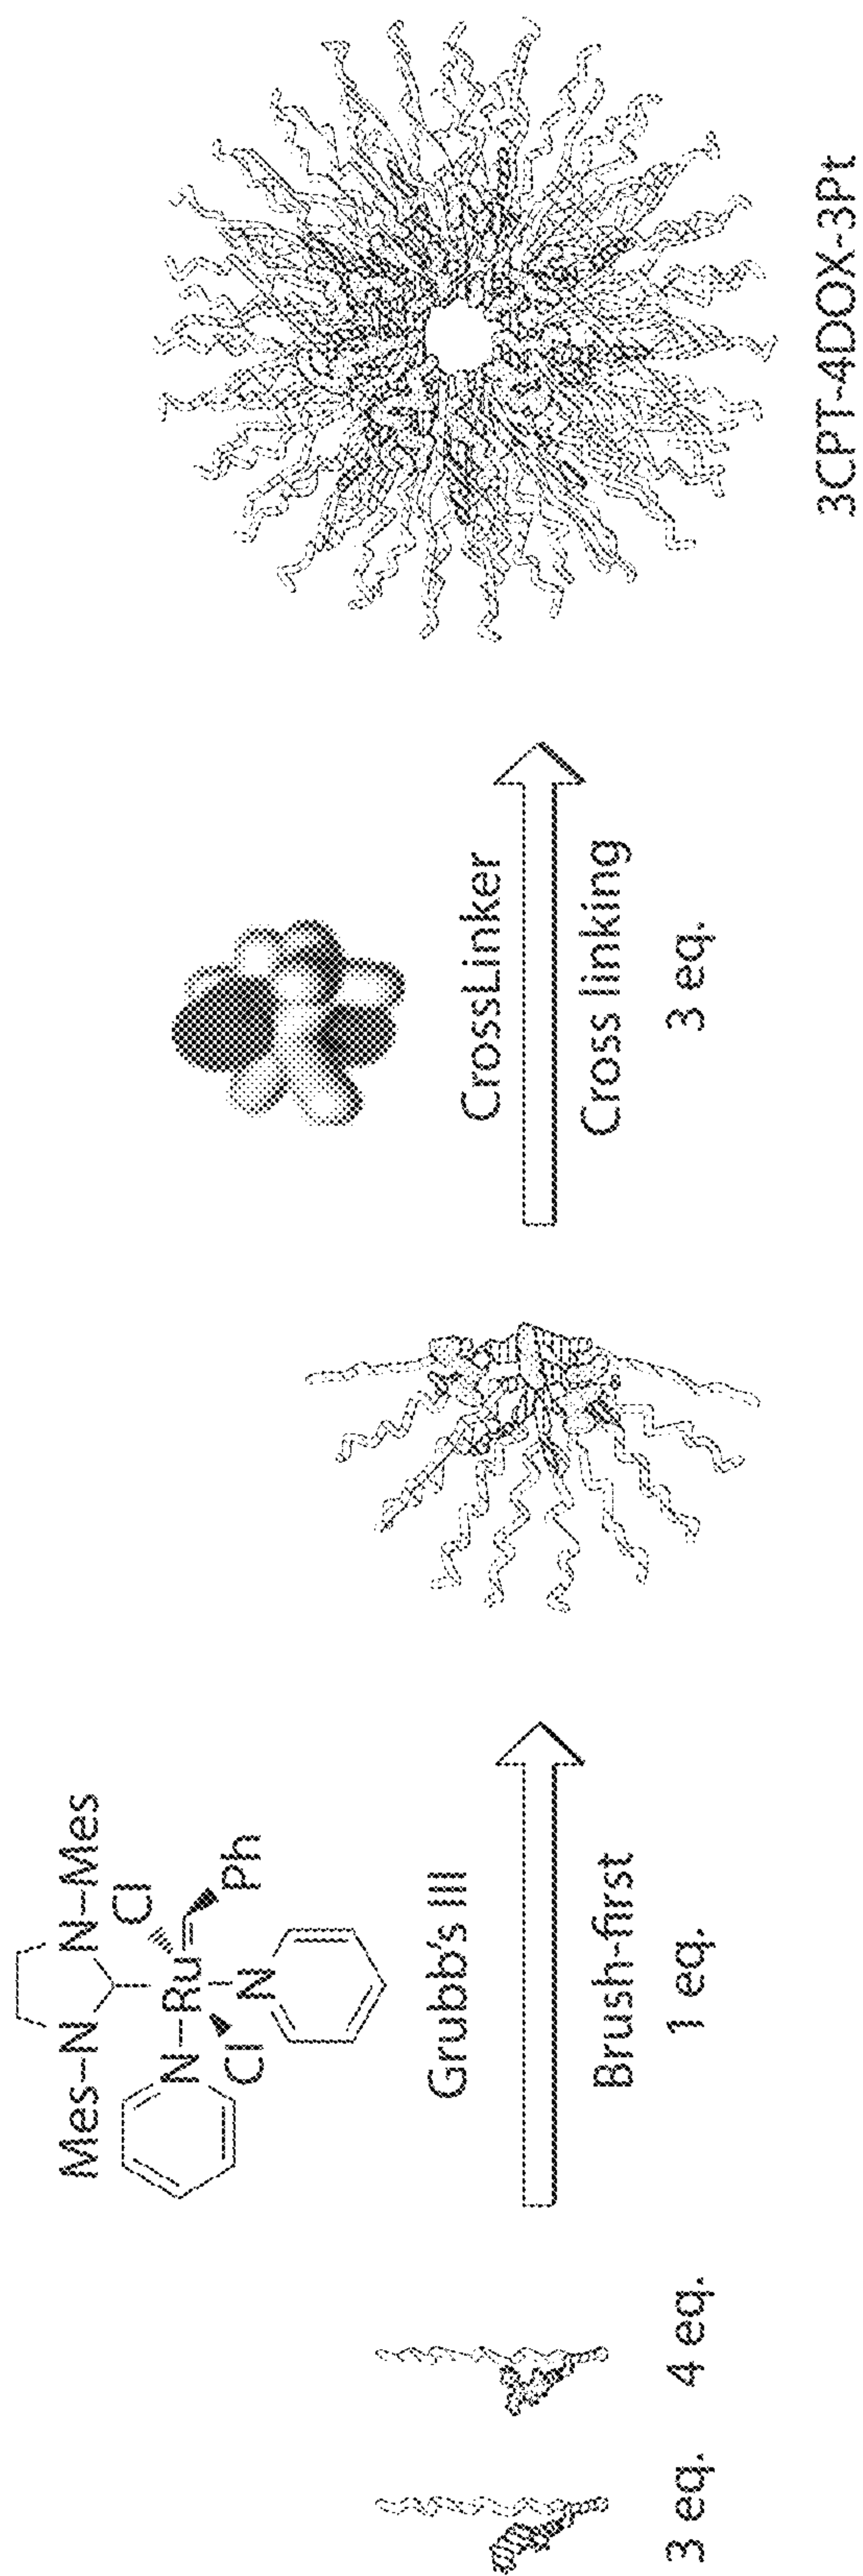 3 eq.
4 eq.
Mes-N
N-Mes
Cl
N-Ru
Ph
Cl
N
Grubb's III
Brush-first
1 eq.
CrossLinker
Cross linking
3 eq.
3CPT-4DOX-3Pt